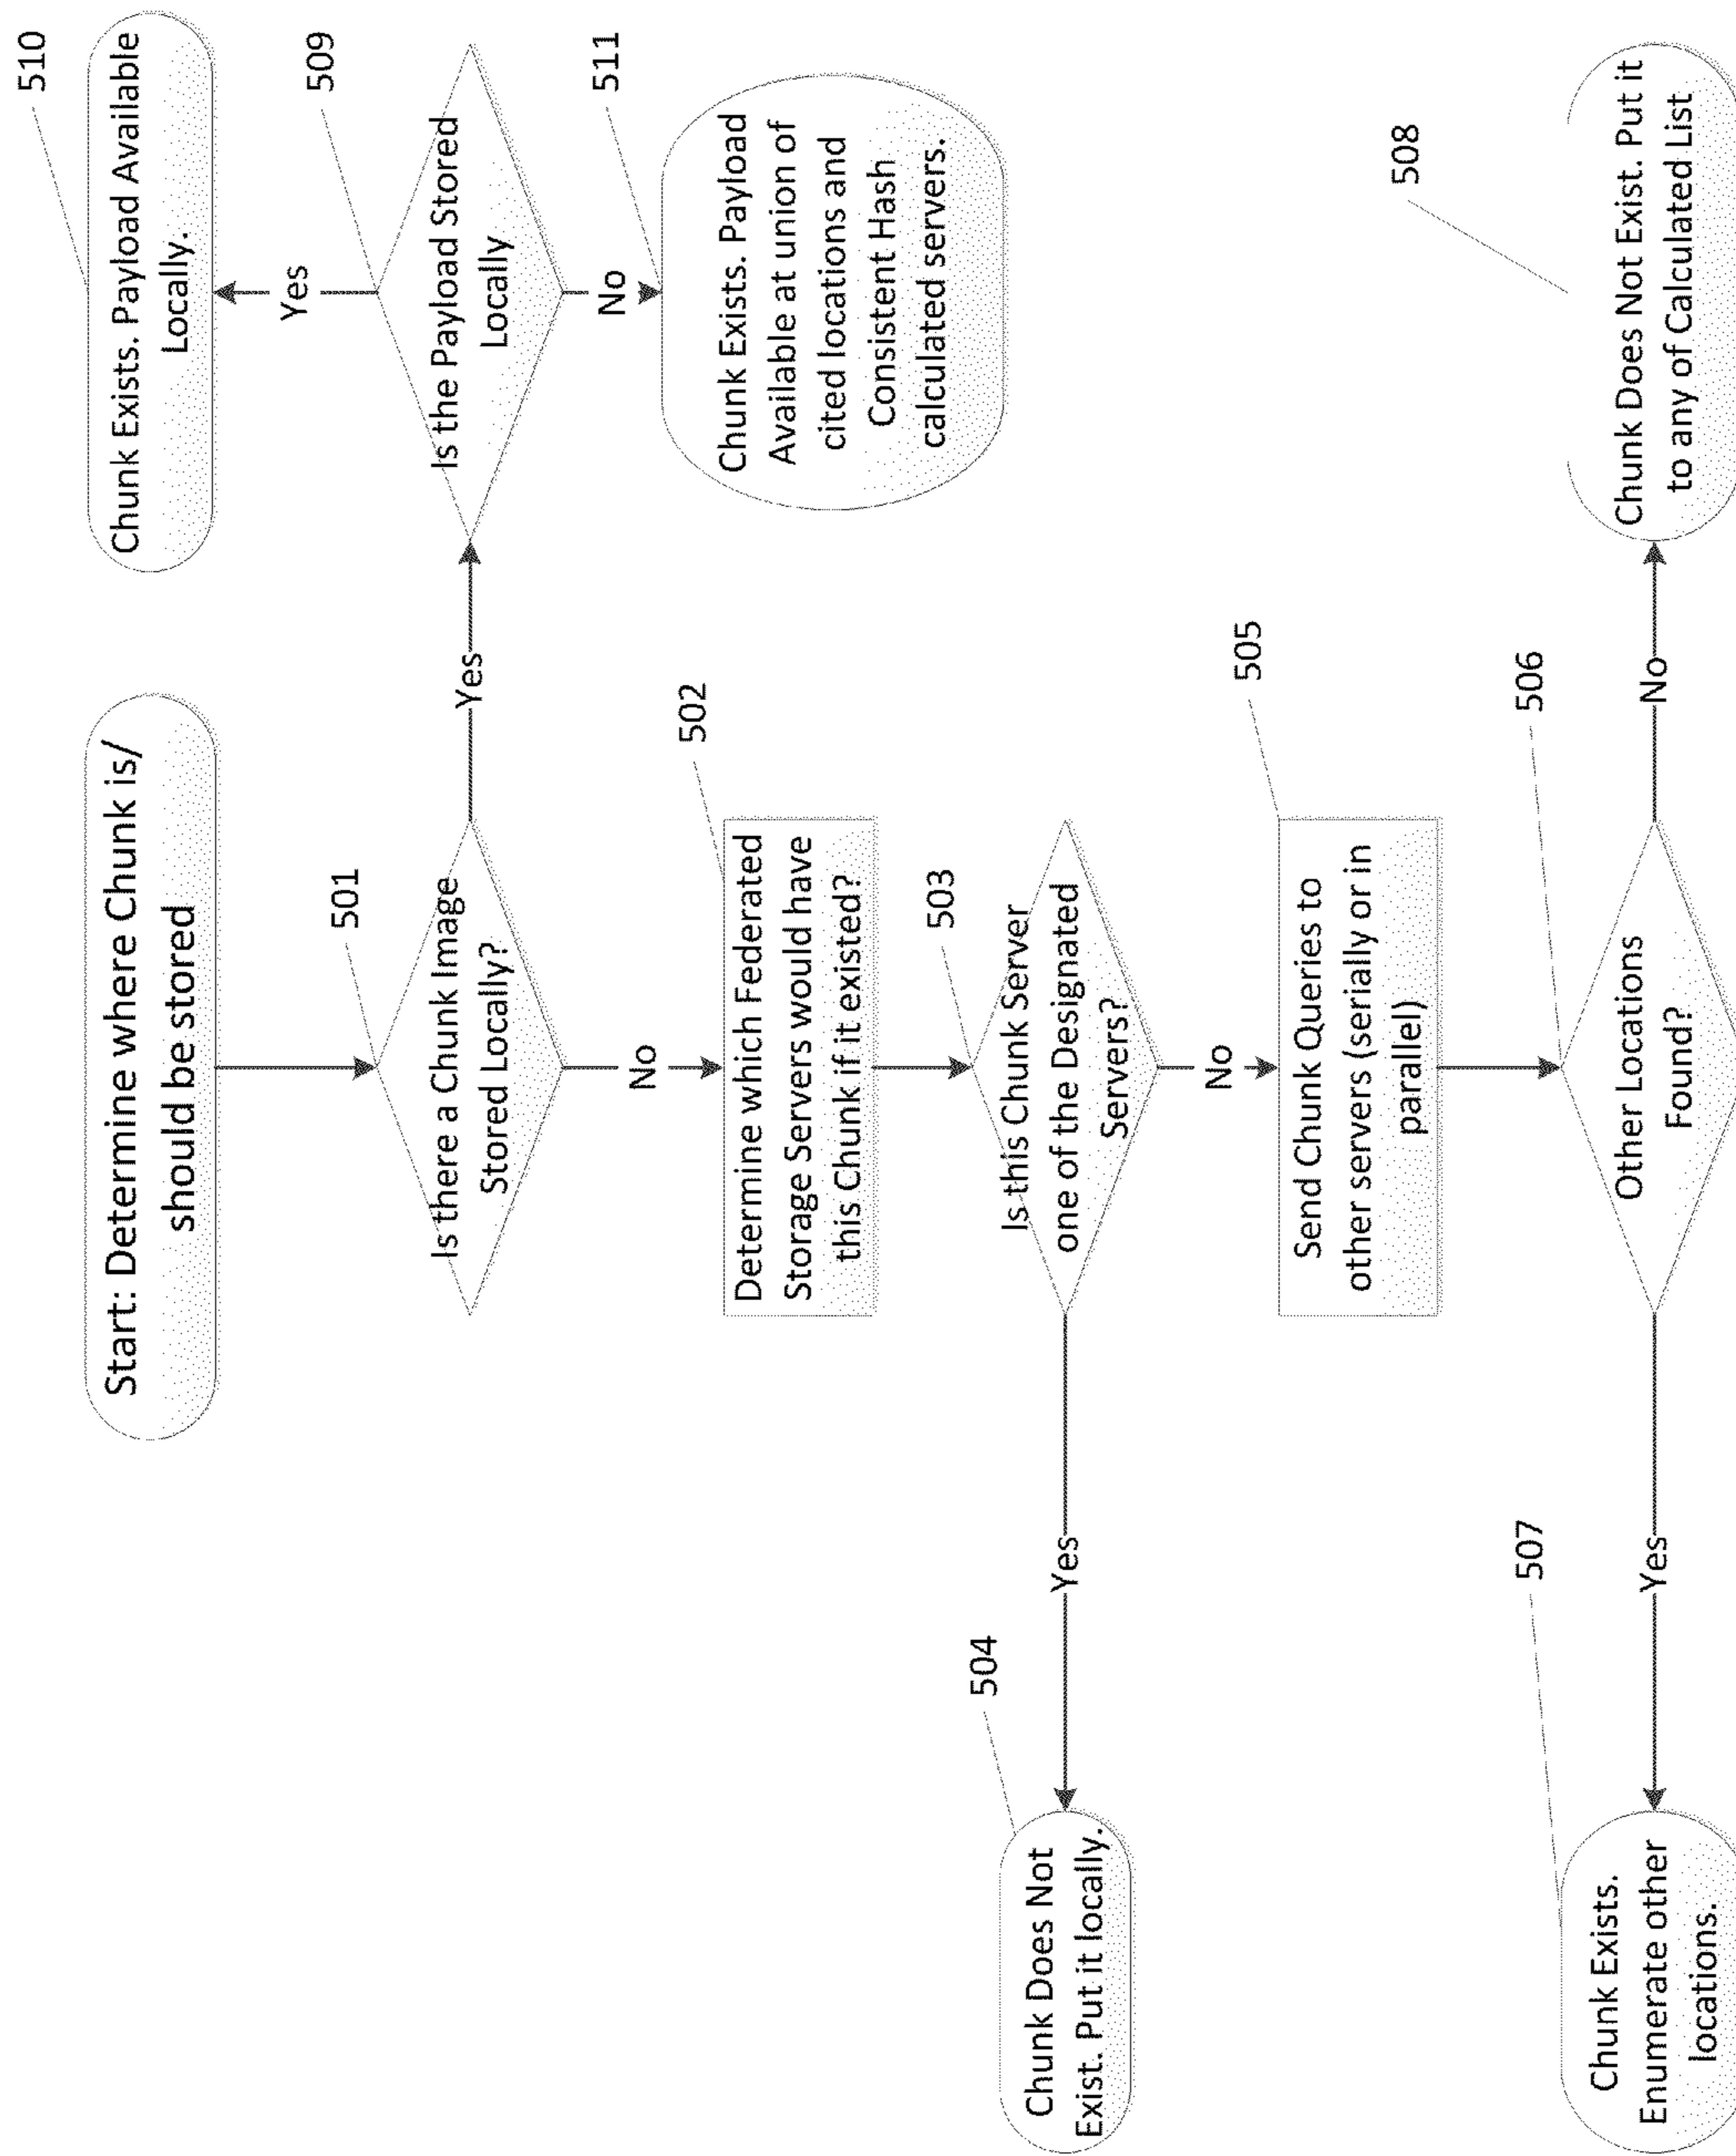 Start: Determine where Chunk is/
should be stored
501
Is there a Chunk Image
Stored Locally?
Yes
No
510
Chunk Exists. Payload Available
Locally.
Yes
509
Is the Payload Stored
Locally
No
511
Chunk Exists. Payload
Available at union of
cited locations and
Consistent Hash
calculated servers.
502
Determine which Federated
Storage Servers would have
this Chunk if it existed?
503
Is this Chunk Server
one of the Designated
Servers?
Yes
No
504
Chunk Does Not
Exist. Put it locally.
505
Send Chunk Queries to
other servers (serially or in
parallel)
506
Other Locations
Found?
Yes
No
507
Chunk Exists.
Enumerate other
locations.
508
Chunk Does Not Exist. Put it
to any of Calculated List